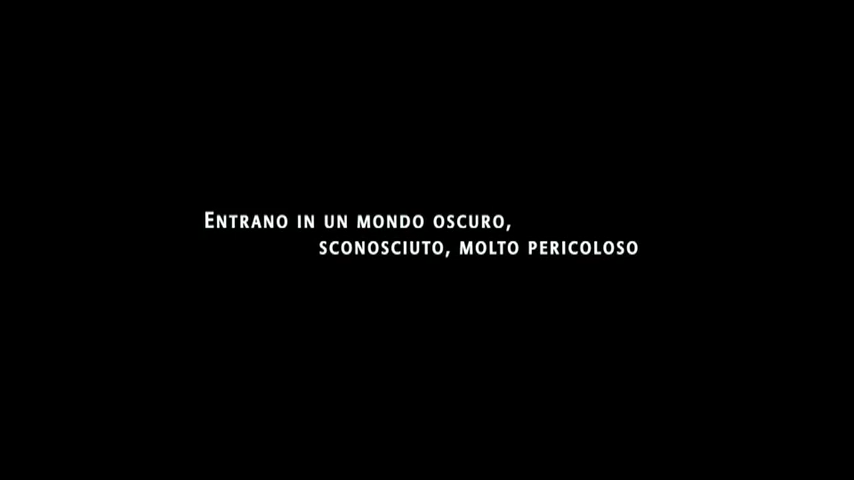 Entrano in un mondo oscuro,
sconosciuto, molto pericoloso